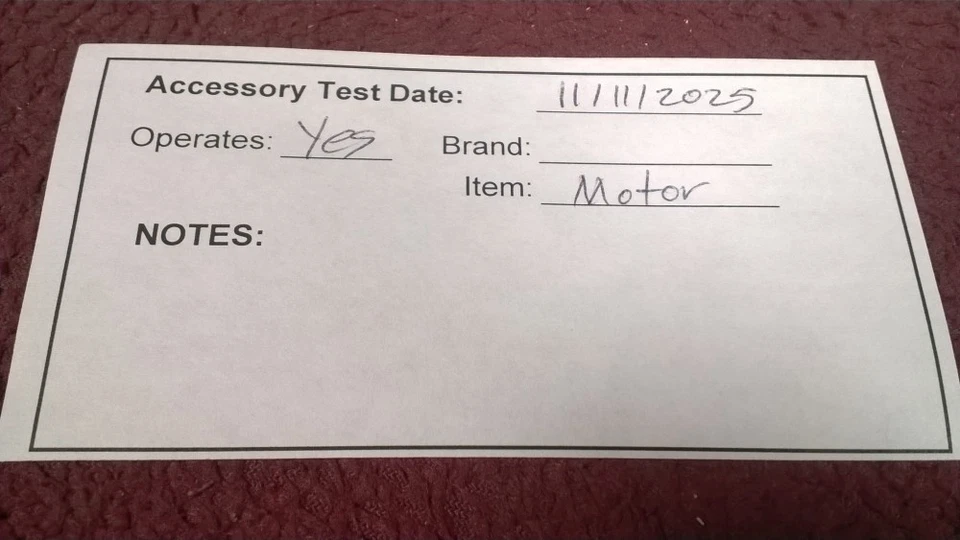 Accessory Test Date: 11/11/2025
Operates: Yes Brand:
Item: Motor
NOTES: